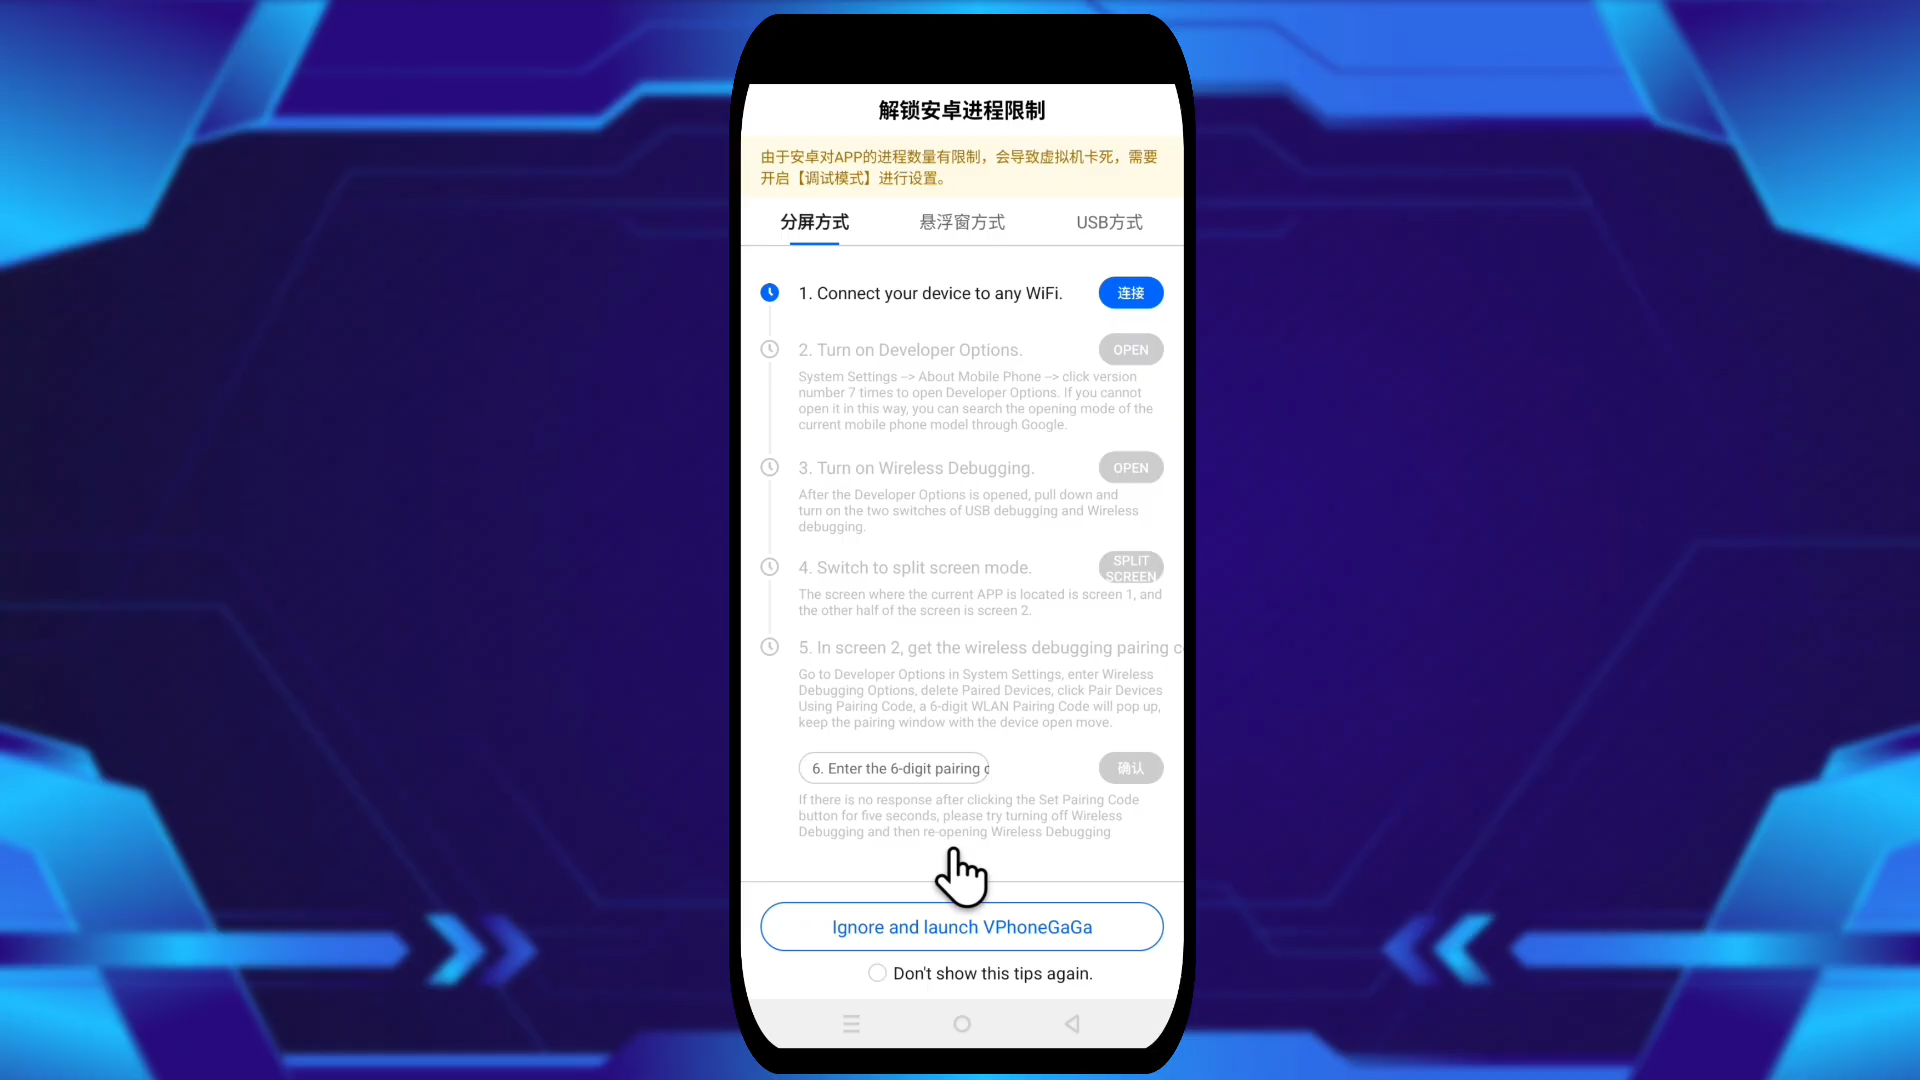 解锁安卓进程限制
由于安卓对APP的进程数量有限制，会导致虚拟机卡死，需要
开启【调试模式】进行设置。
分屏方式 悬浮窗方式 USB方式
1. Connect your device to any WiFi. 连接
2. Turn on Developer Options. OPEN
System Settings --> About Mobile Phone --> click version
number 7 times to open Developer Options. If you cannot
open it in this way, you can search the opening mode of the
current mobile phone model through Google.
3. Turn on Wireless Debugging. OPEN
After the Developer Options is opened, pull down and
turn on the two switches of USB debugging and Wireless
debugging.
4. Switch to split screen mode. SPLIT SCREEN
The screen where the current APP is located is screen 1, and
the other half of the screen is screen 2.
5. In screen 2, get the wireless debugging pairing c
Go to Developer Options in System Settings, enter Wireless
Debugging Options, delete Paired Devices, click Pair Devices
Using Pairing Code, a 6-digit WLAN Pairing Code will pop up,
keep the pairing window with the device open move.
6. Enter the 6-digit pairing c 确认
If there is no response after clicking the Set Pairing Code
button for five seconds, please try turning off Wireless
Debugging and then re-opening Wireless Debugging
Ignore and launch VPhoneGaGa
Don't show this tips again.